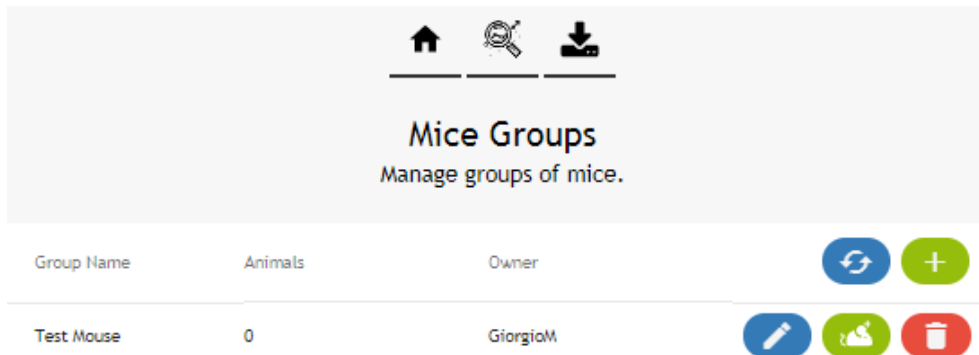 Mice Groups
Manage groups of mice.
Group Name Animals Owner
Test Mouse 0 GiorgioM